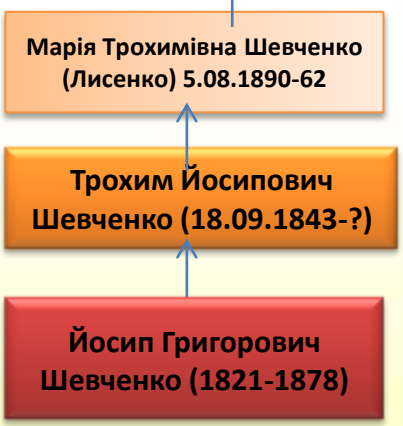 Марія Трохимівна Шевченко
(Лисенко) 5.08.1890-62
Трохим Йосипович
Шевченко (18.09.1843-?)
Йосип Григорович
Шевченко (1821-1878)